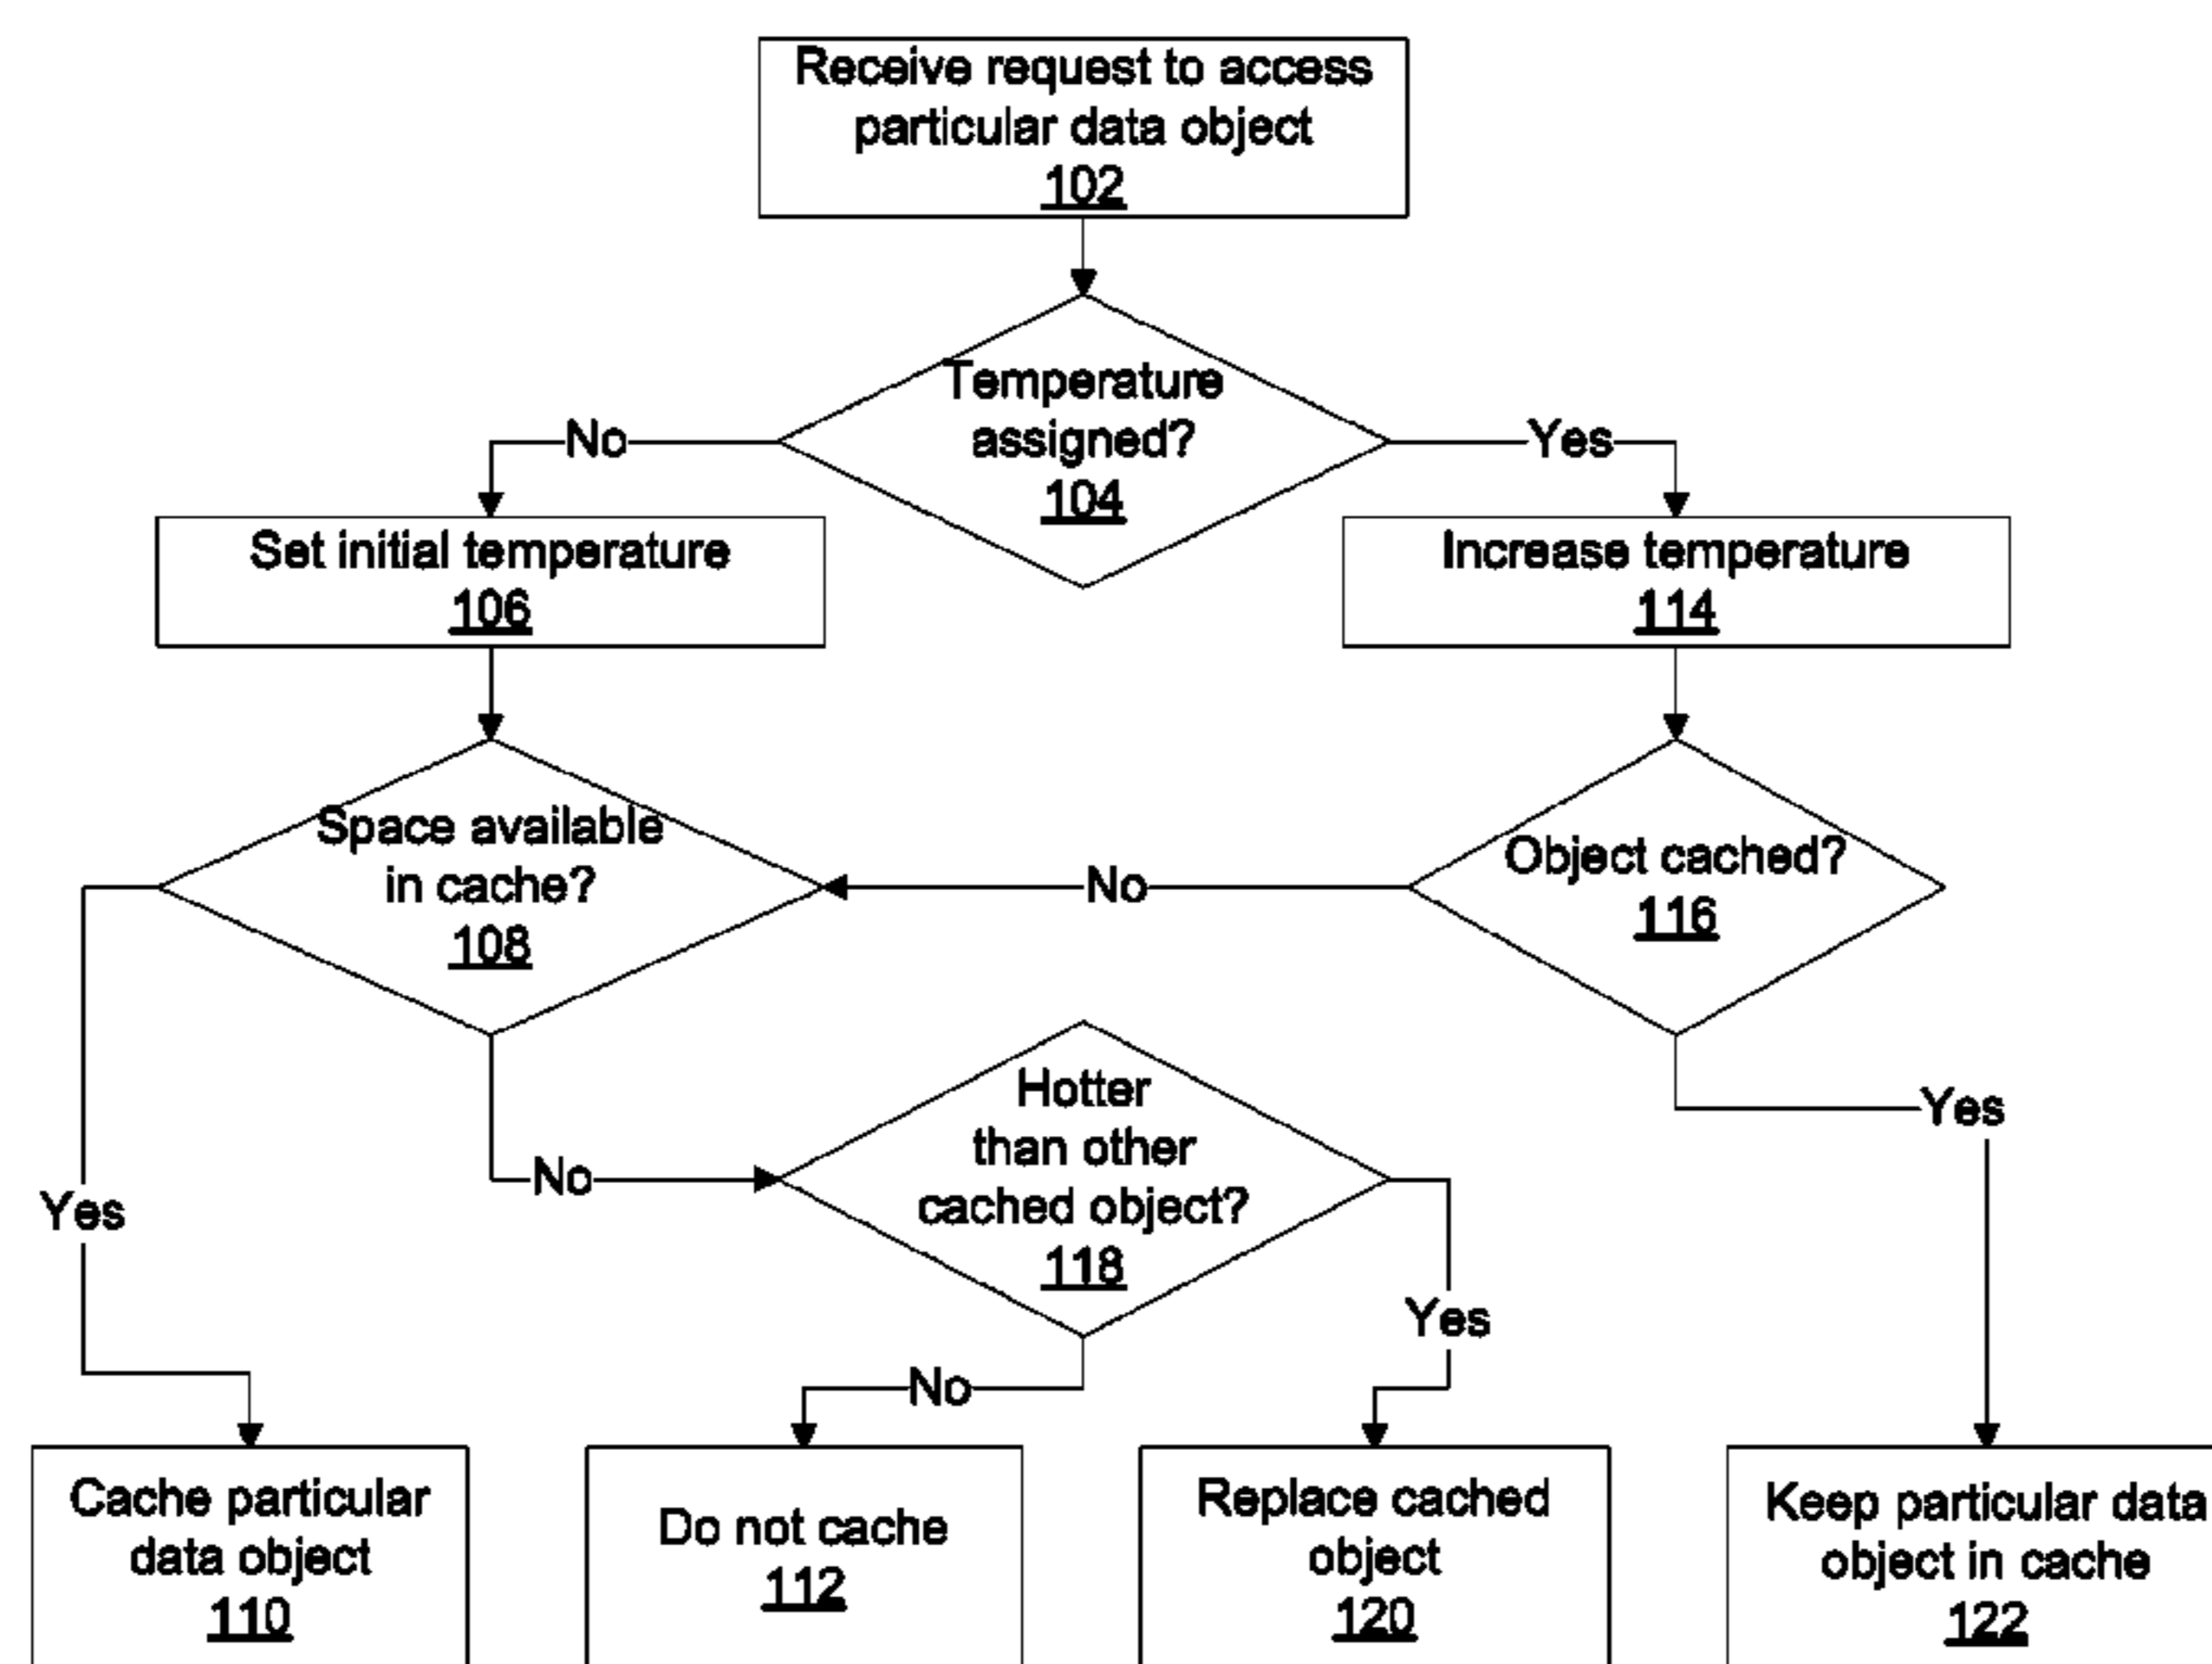 Receive request to access
particular data object
102
Temperature
assigned?
104
No
Yes
Set initial temperature
106
Increase temperature
114
Space available
in cache?
108
No
Object cached?
116
Yes
No
Hotter
than other
cached object?
118
Yes
Yes
No
Cache particular
data object
110
Do not cache
112
Replace cached
object
120
Keep particular data
object in cache
122